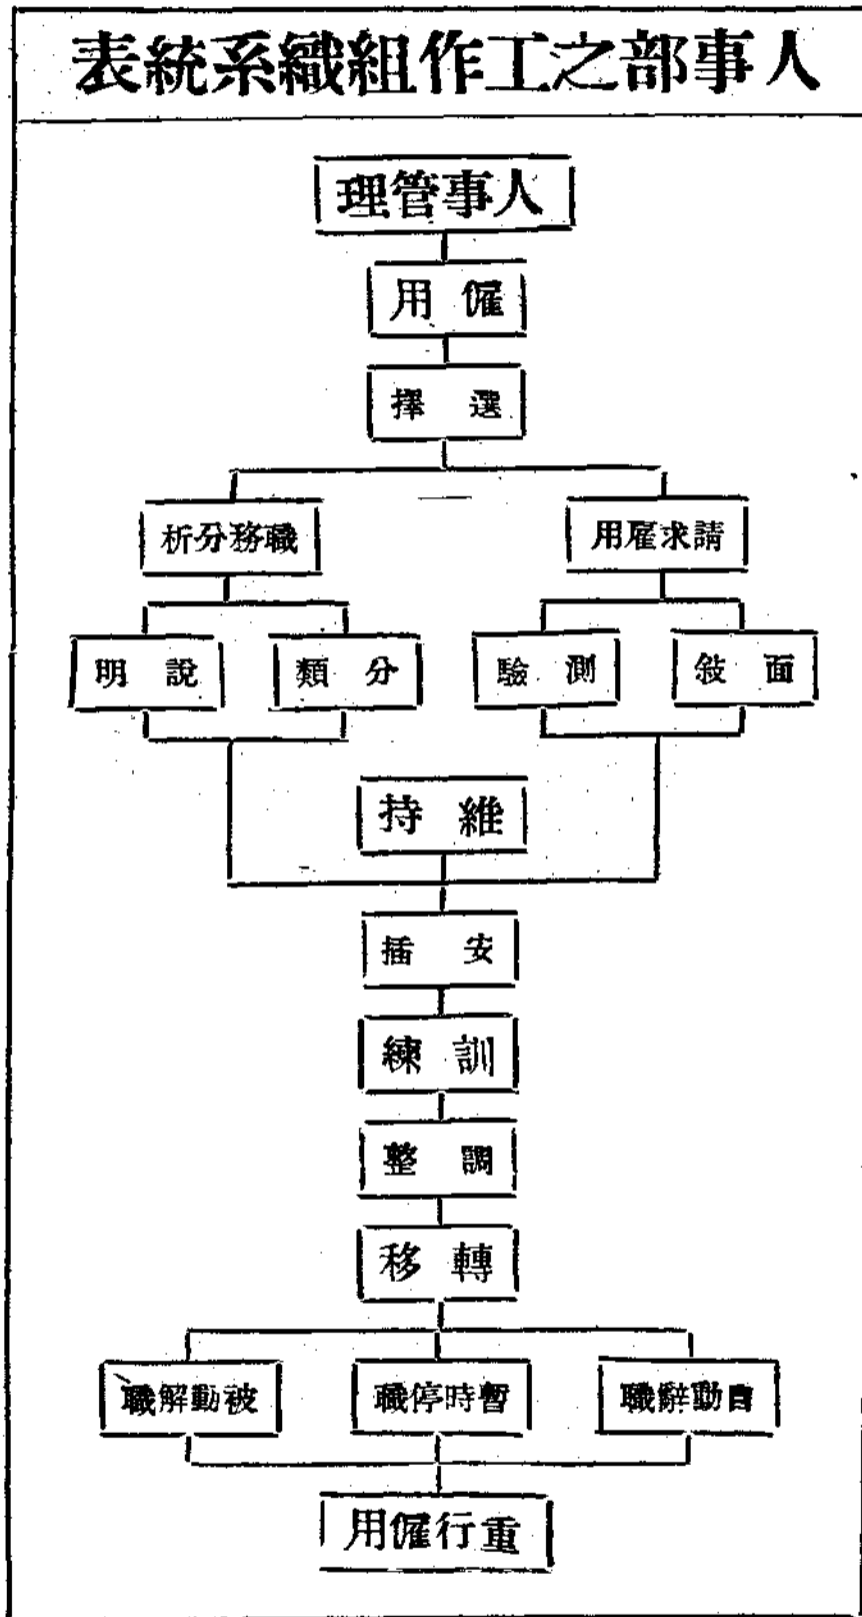 人事部之工作組織系統表
人事管理
僱用
選擇
請求雇用
職務分析
面敍
測驗
分類
說明
維持
安插
訓練
調整
轉移
自動辭職
暫時停職
被動解職
重行僱用